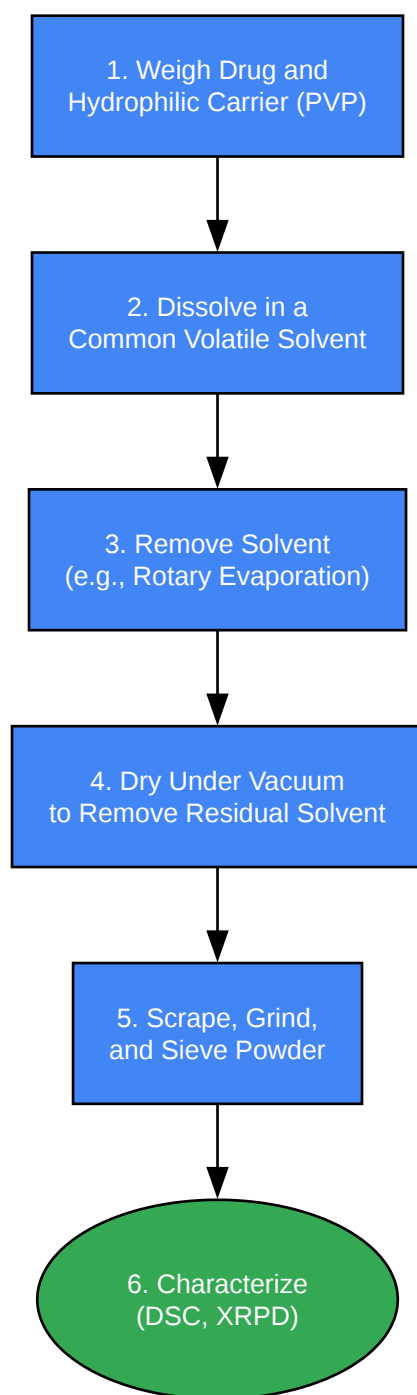 1. Weigh Drug and
Hydrophilic Carrier (PVP)
2. Dissolve in a
Common Volatile Solvent
3. Remove Solvent
(e.g., Rotary Evaporation)
4. Dry Under Vacuum
to Remove Residual Solvent
5. Scrape, Grind,
and Sieve Powder
6. Characterize
(DSC, XRPD)